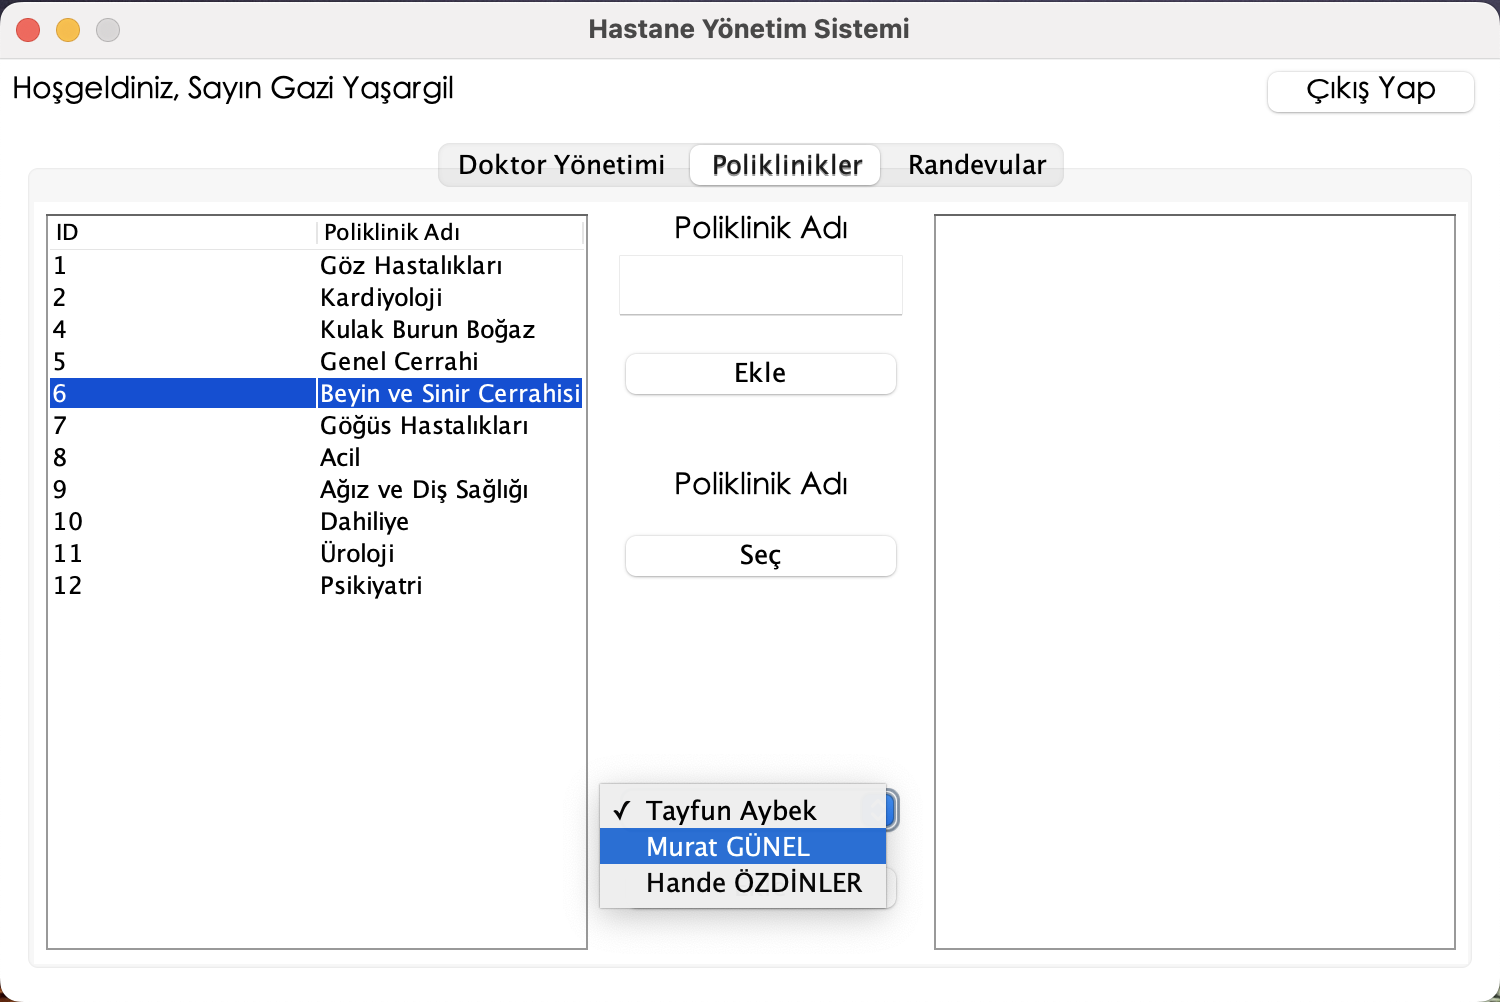 Hastane Yönetim Sistemi
Hoşgeldiniz, Sayın Gazi Yaşargil
Çıkış Yap
Doktor Yönetimi Poliklinikler Randevular
ID Poliklinik Adı
1 Göz Hastalıkları
2 Kardiyoloji
4 Kulak Burun Boğaz
5 Genel Cerrahi
6 Beyin ve Sinir Cerrahisi
7 Göğüs Hastalıkları
8 Acil
9 Ağız ve Diş Sağlığı
10 Dahiliye
11 Üroloji
12 Psikiyatri
Poliklinik Adı
Ekle
Poliklinik Adı
Seç
✓ Tayfun Aybek
Murat GÜNEL
Hande ÖZDİNLER